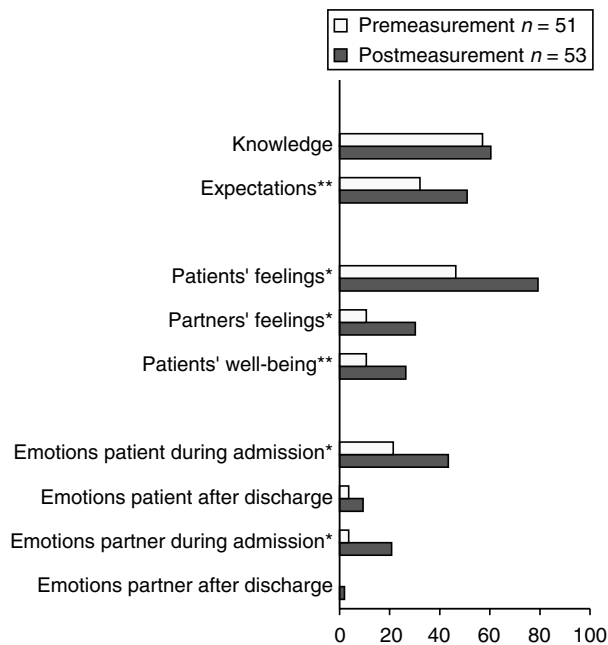 Premeasurement n = 51
Postmeasurement n = 53
Knowledge
Expectations**
Patients' feelings*
Partners' feelings*
Patients' well-being**
Emotions patient during admission*
Emotions patient after discharge
Emotions partner during admission*
Emotions partner after discharge
0 20 40 60 80 100